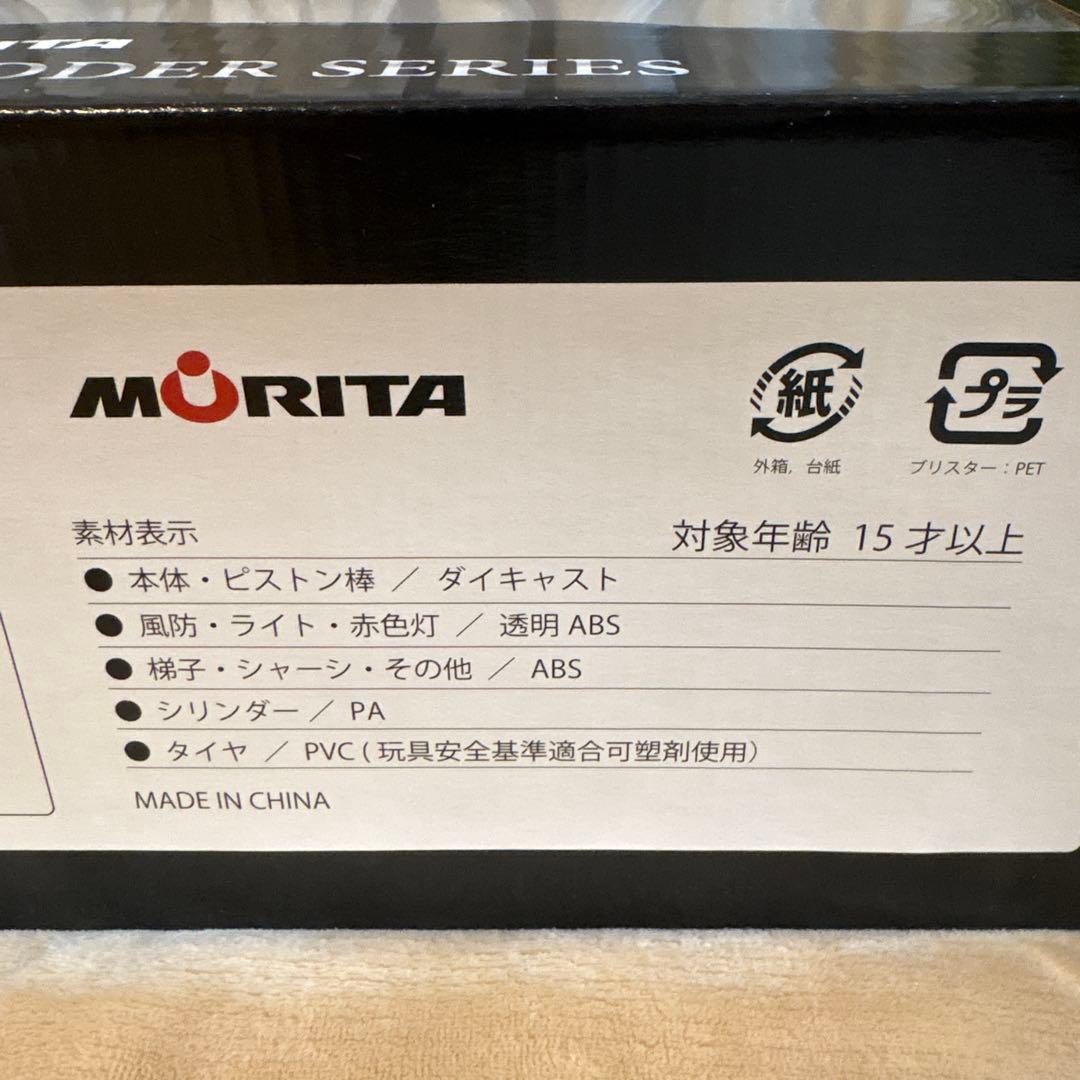 RITA
ODER SERIES
MORITA
紙
プラ
外箱, 台紙
ブリスター：PET
素材表示
対象年齢 15 才以上
● 本体・ピストン棒 ／ ダイキャスト
● 風防・ライト・赤色灯 ／ 透明 ABS
● 梯子・シャーシ・その他 ／ ABS
● シリンダー ／ PA
● タイヤ ／ PVC ( 玩具安全基準適合可塑剤使用）
MADE IN CHINA